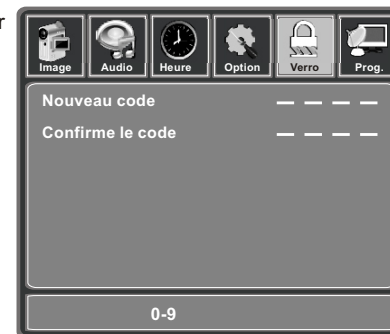 r
Image Audio Heure Option Verro Prog.
Nouveau code _ _ _ _
Confirme le code _ _ _ _
0-9